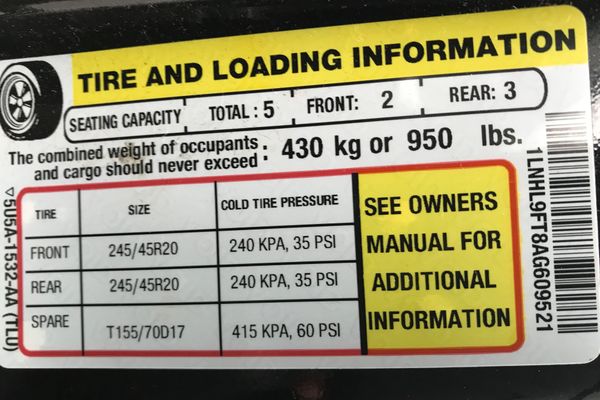 TIRE AND LOADING INFORMATION
SEATING CAPACITY TOTAL: 5 FRONT: 2 REAR: 3
The combined weight of occupants
and cargo should never exceed: 430 kg or 950 lbs.
TIRE SIZE COLD TIRE PRESSURE
FRONT 245/45R20 240 KPA, 35 PSI
REAR 245/45R20 240 KPA, 35 PSI
SPARE T155/70D17 415 KPA, 60 PSI
SEE OWNERS
MANUAL FOR
ADDITIONAL
INFORMATION
5U5A-1532-AA (TL0)
1LNHL9FT8AG609521